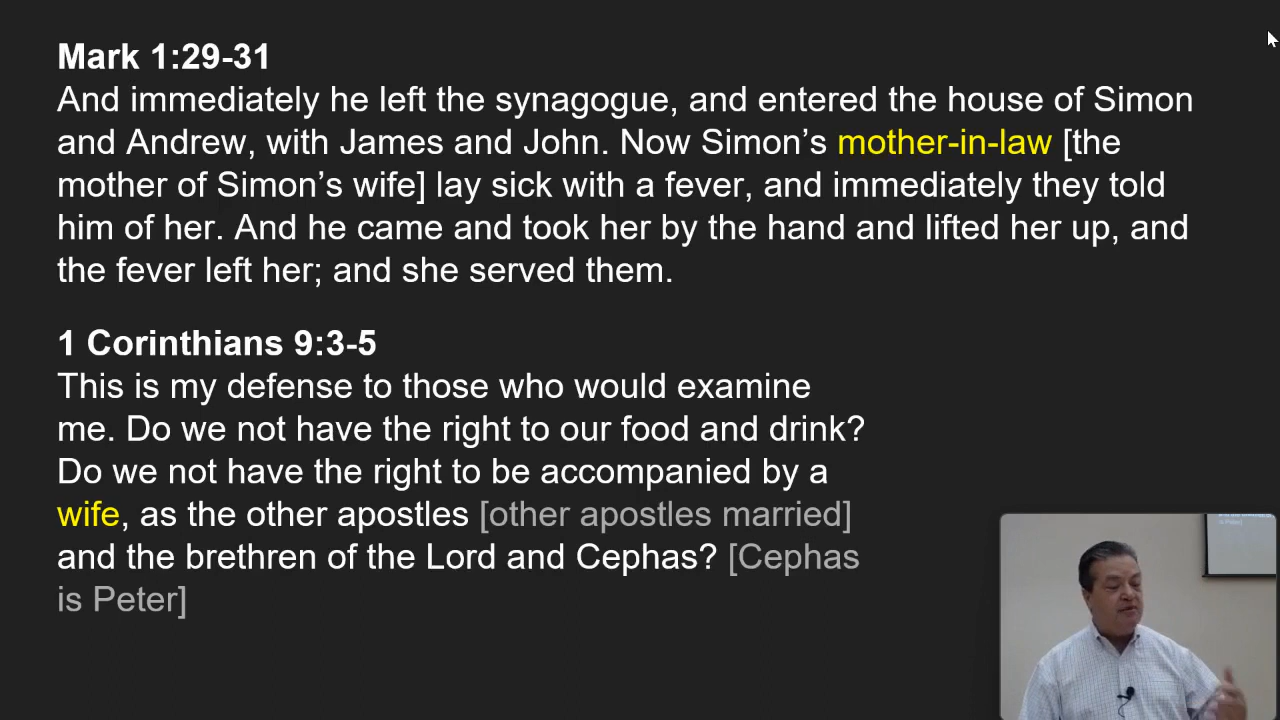 Mark 1:29-31
And immediately he left the synagogue, and entered the house of Simon
and Andrew, with James and John. Now Simon’s mother-in-law [the
mother of Simon’s wife] lay sick with a fever, and immediately they told
him of her. And he came and took her by the hand and lifted her up, and
the fever left her; and she served them.
1 Corinthians 9:3-5
This is my defense to those who would examine
me. Do we not have the right to our food and drink?
Do we not have the right to be accompanied by a
wife, as the other apostles [other apostles married]
and the brethren of the Lord and Cephas? [Cephas
is Peter]
is Peter]